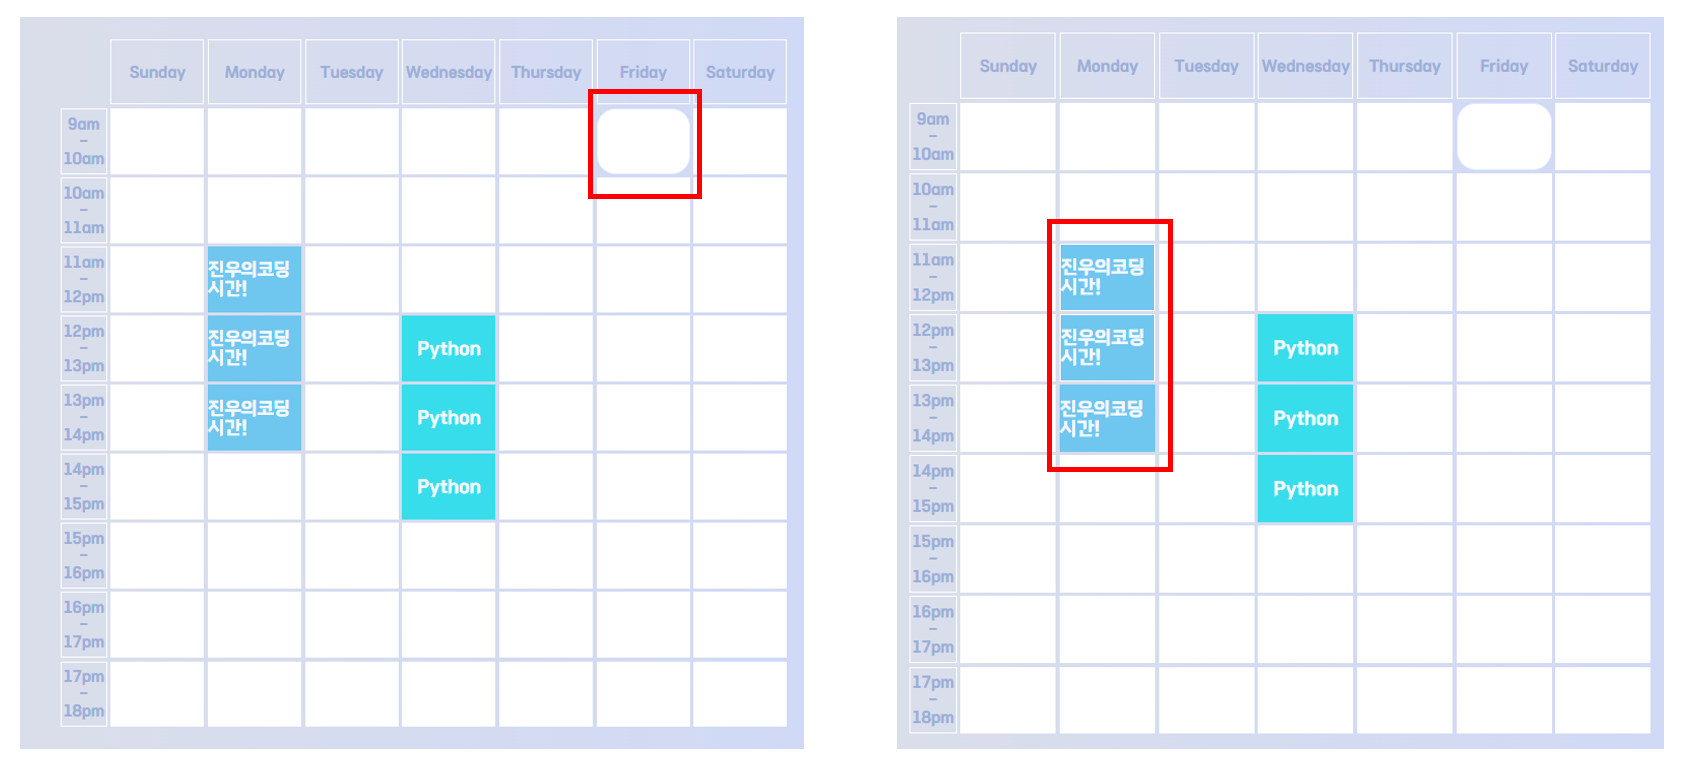 Sunday Monday Tuesday Wednesday Thursday Friday Saturday
9am
–
10am
10am
–
11am
11am
–
12pm
진우의코딩
시간!
12pm
–
13pm
진우의코딩
시간!
Python
13pm
–
14pm
진우의코딩
시간!
Python
14pm
–
15pm
Python
15pm
–
16pm
16pm
–
17pm
17pm
–
18pm
Sunday Monday Tuesday Wednesday Thursday Friday Saturday
9am
–
10am
10am
–
11am
11am
–
12pm
진우의코딩
시간!
12pm
–
13pm
진우의코딩
시간!
Python
13pm
–
14pm
진우의코딩
시간!
Python
14pm
–
15pm
Python
15pm
–
16pm
16pm
–
17pm
17pm
–
18pm